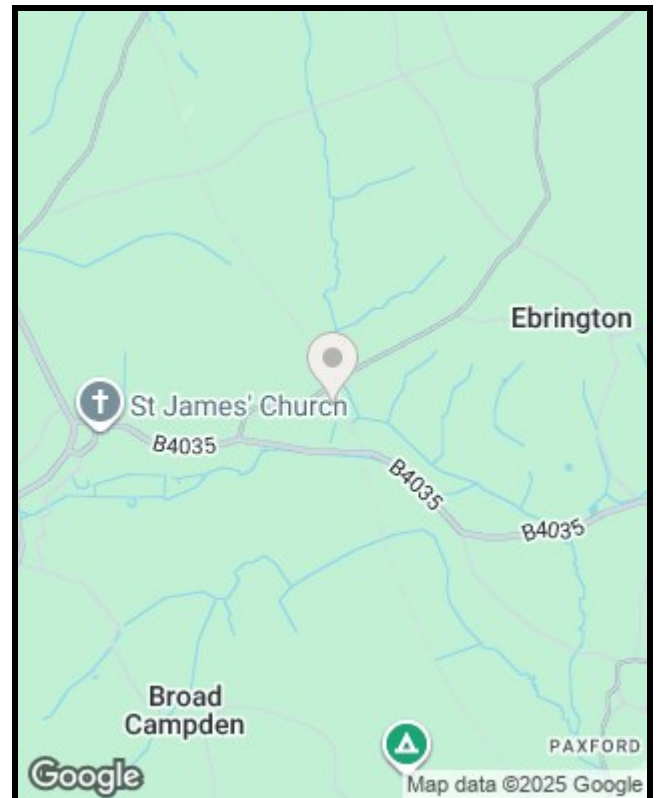 Ebrington
St James' Church
B4035
B4035
B4035
Broad
Campden
PAXFORD
Google
Map data ©2025 Google